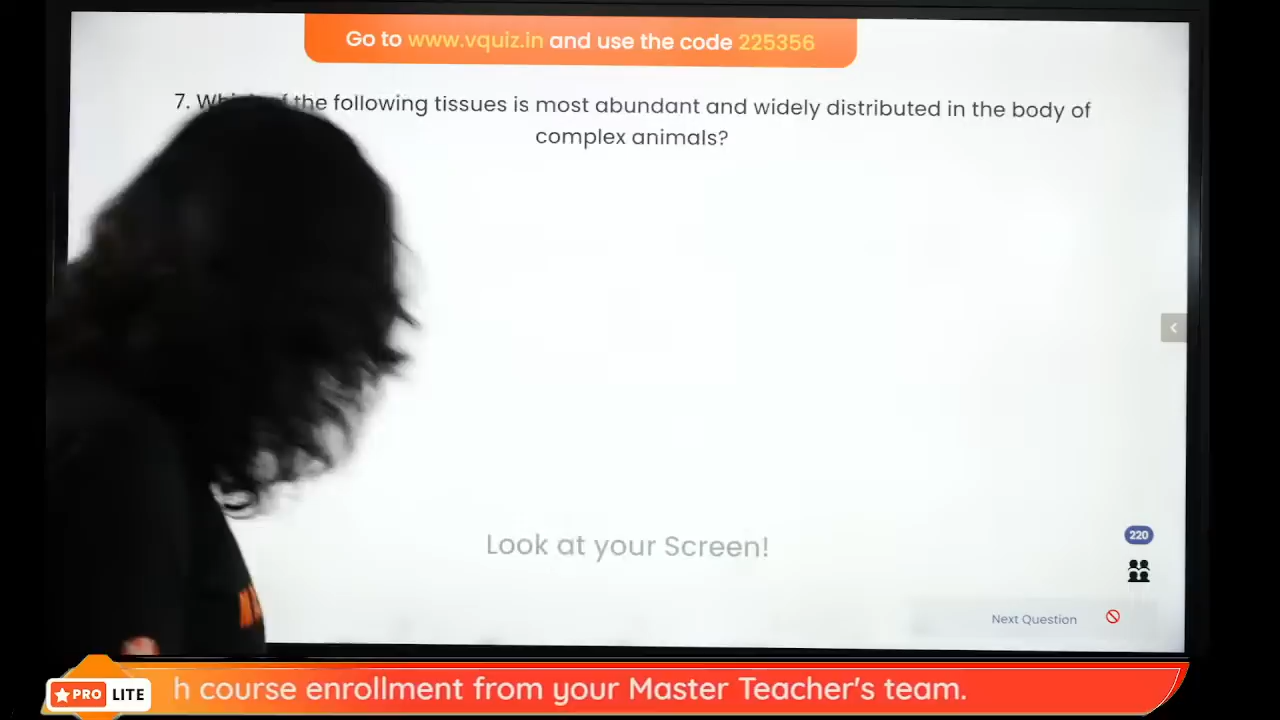 Go to www.vquiz.in and use the code 225356
7. the following tissues is most abundant and widely distributed in the body of
complex animals?
Look at your Screen!
220
Next Question
PRO LITE
h course enrollment from your Master Teacher's team.